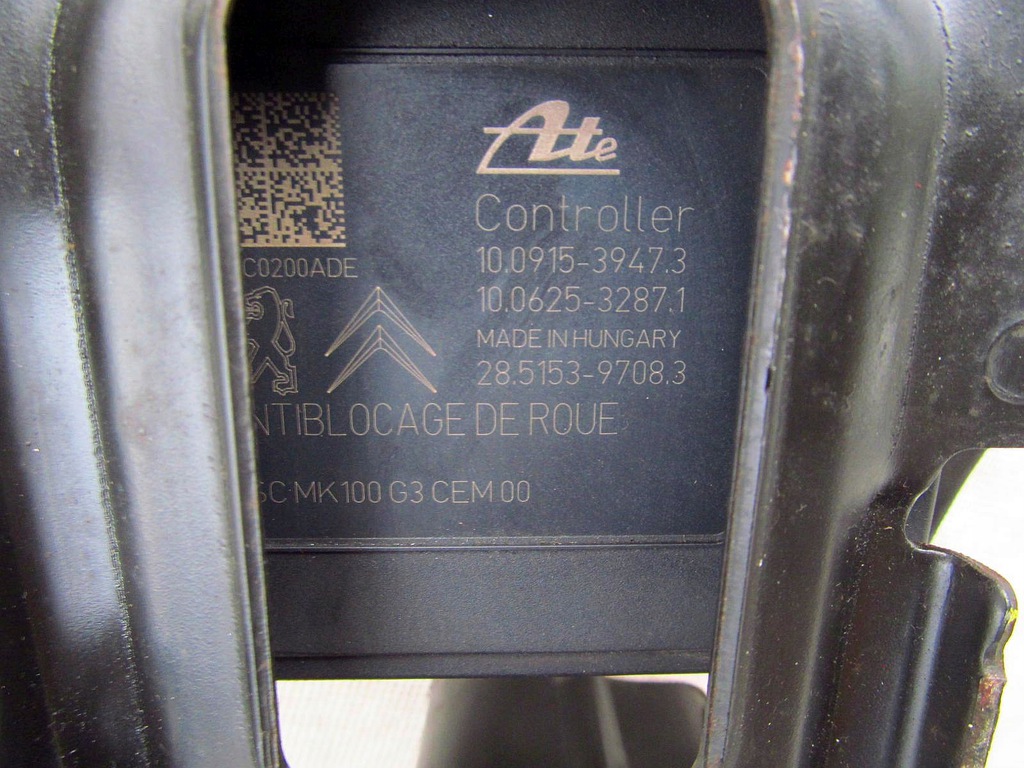 Ate
Controller
10.0915-3947.3
10.0625-3287.1
MADE IN HUNGARY
28.5153-9708.3
C0200ADE
NTIBLOCAGE DE ROUE
SC:MK100 G3 CEM 00